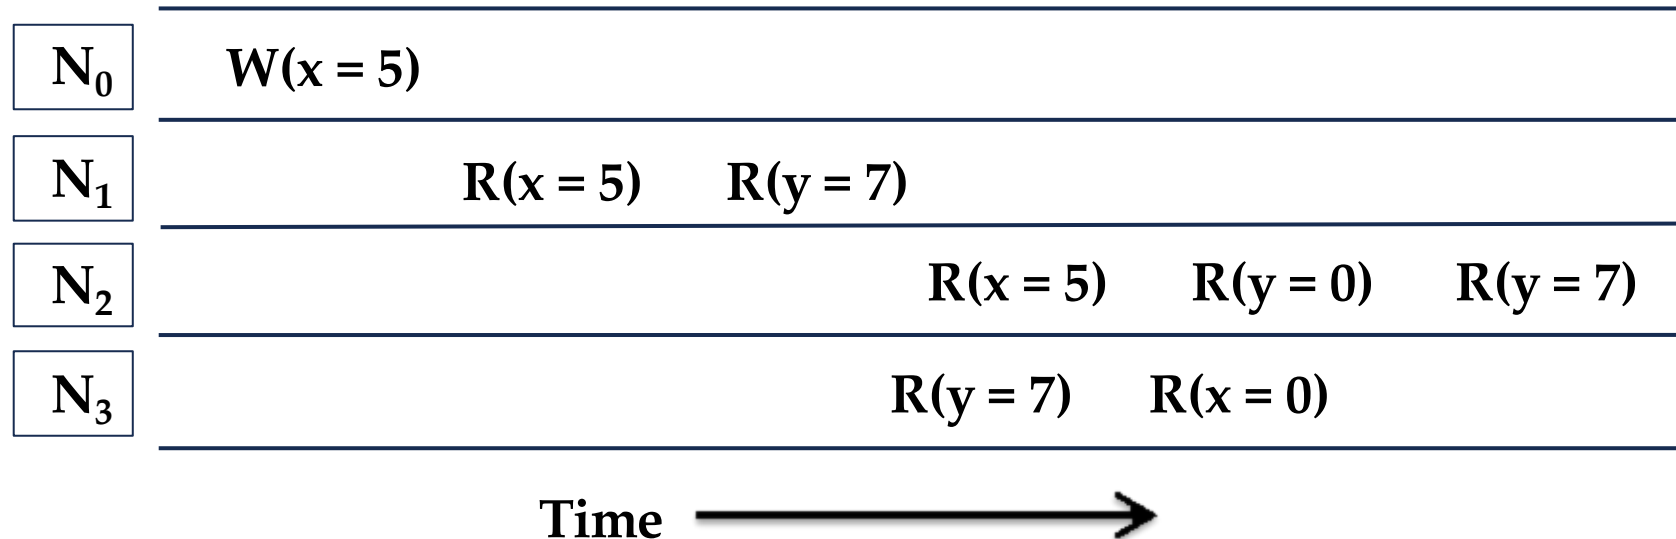 N₀ W(x = 5)
N₁ R(x = 5) R(y = 7)
N₂ R(x = 5) R(y = 0) R(y = 7)
N₃ R(y = 7) R(x = 0)
Time